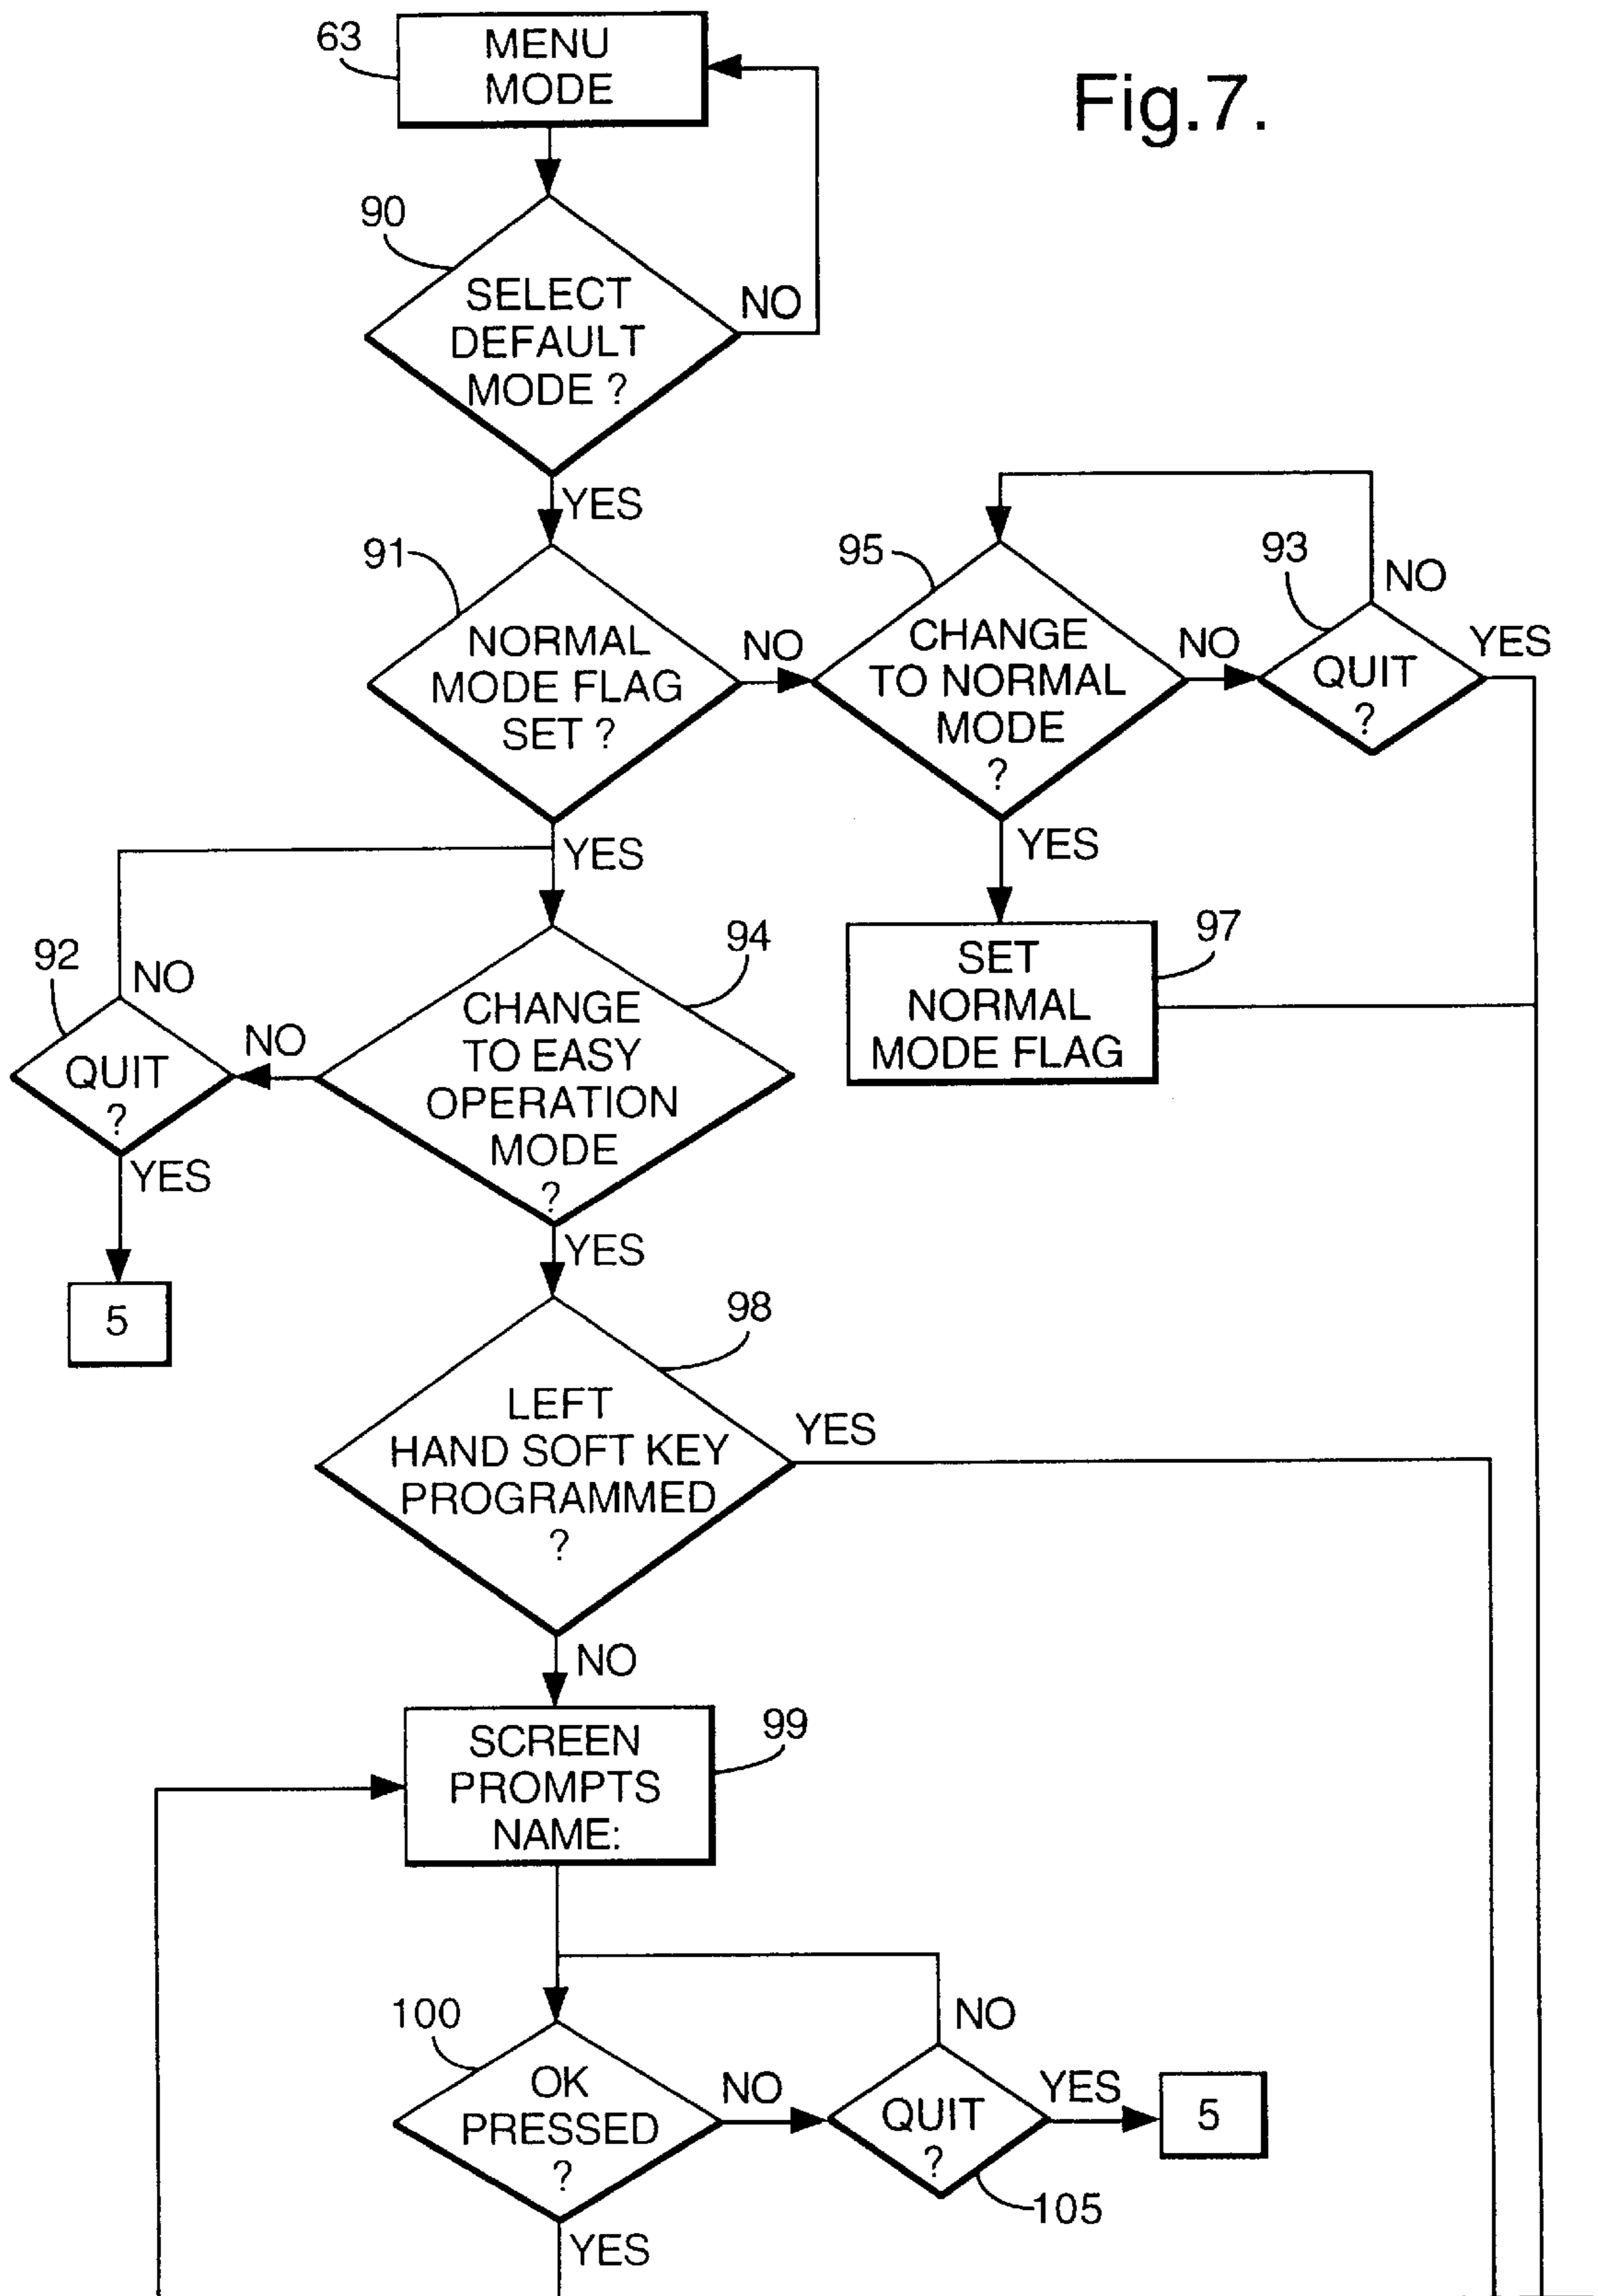 63
MENU
MODE
Fig.7.
90
SELECT
DEFAULT
MODE ?
NO
YES
91
NORMAL
MODE FLAG
SET ?
NO
95
CHANGE
TO NORMAL
MODE
?
NO
93
QUIT
?
NO
YES
YES
YES
92
QUIT
?
NO
NO
94
CHANGE
TO EASY
OPERATION
MODE
?
97
SET
NORMAL
MODE FLAG
YES
5
YES
98
LEFT
HAND SOFT KEY
PROGRAMMED
?
YES
NO
99
SCREEN
PROMPTS
NAME:
100
OK
PRESSED
?
NO
NO
QUIT
?
YES
5
105
YES